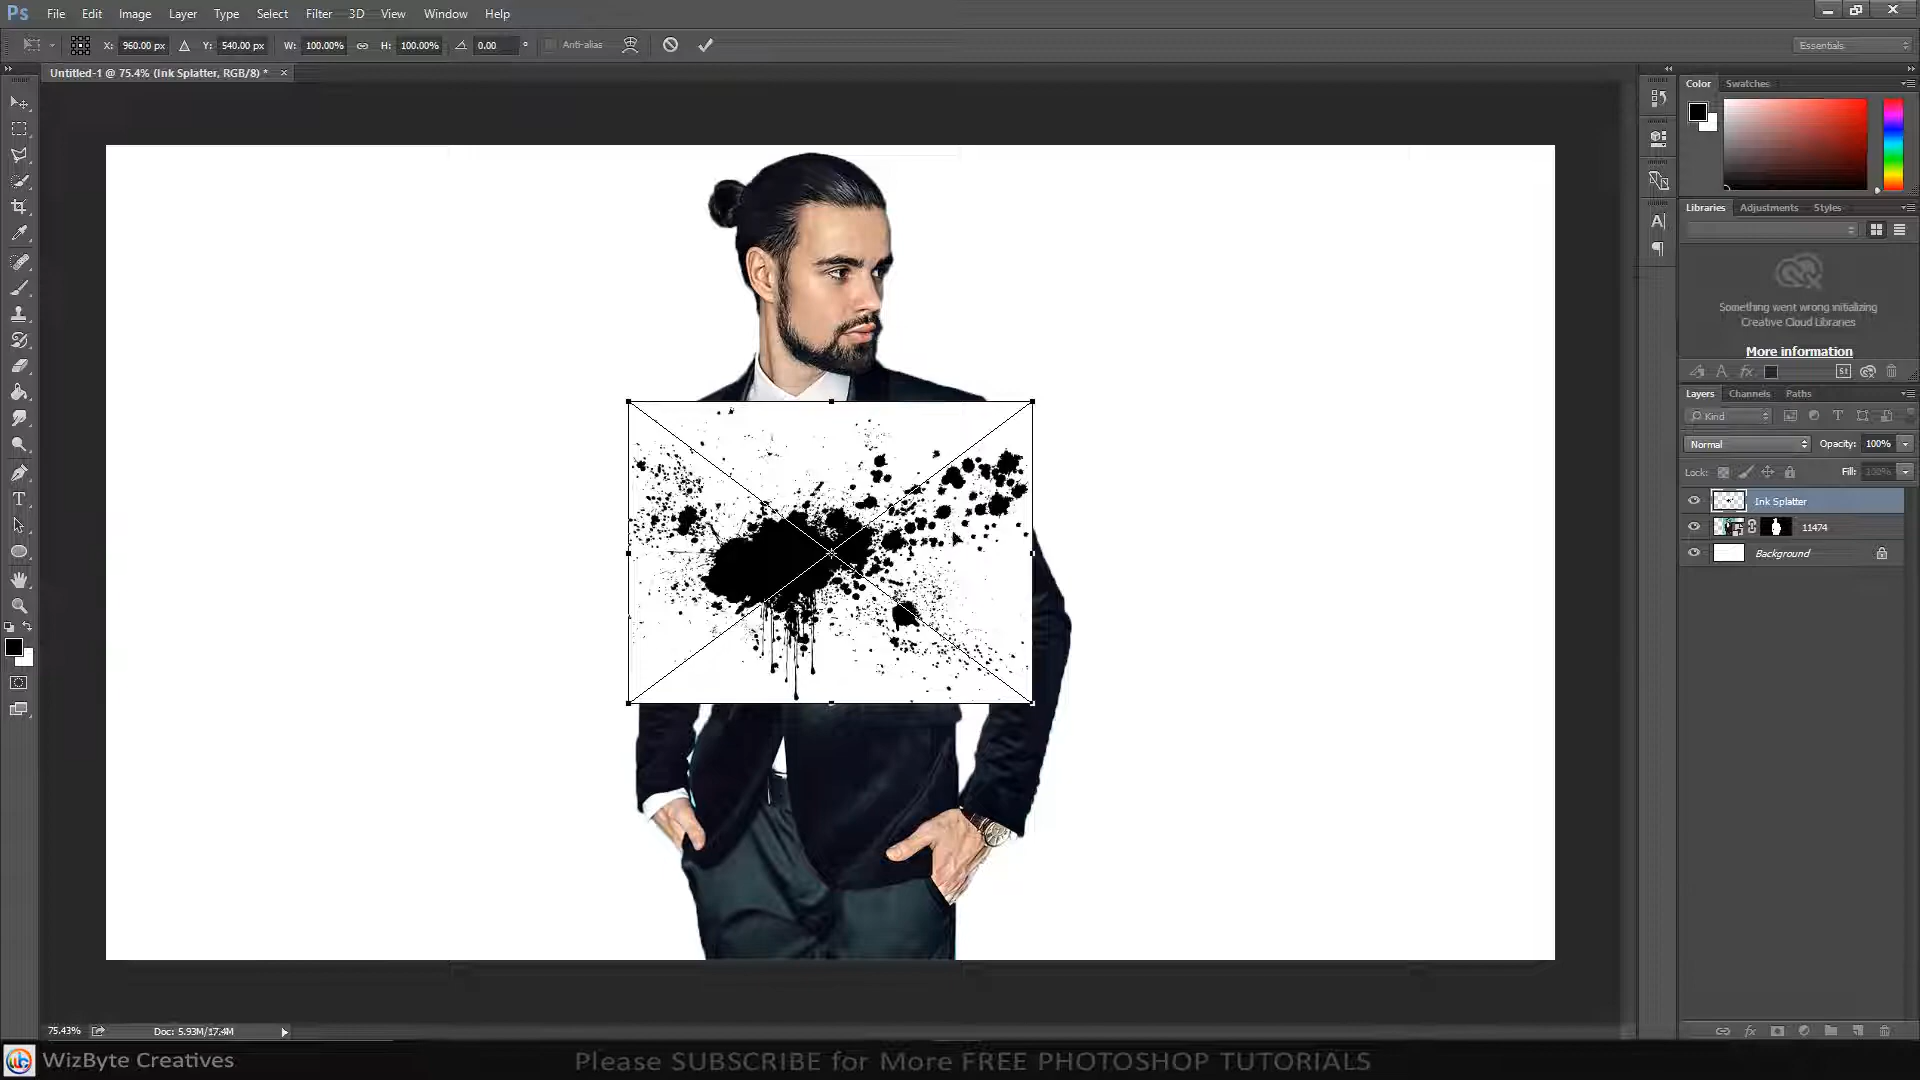 Ps File Edit Image Layer Type Select Filter 3D View Window Help
X: 960.00 px Y: 540.00 px W: 100.00% H: 100.00% 0.00 ° Anti-alias Essentials
Untitled-1 @ 75.4% (Ink Splatter, RGB/8) * ×
Color Swatches
Libraries Adjustments Styles
Something went wrong initializing
Creative Cloud Libraries
More information
St
Layers Channels Paths
Kind
Normal Opacity: 100%
Lock: Fill: 100%
Ink Splatter
11474
Background
75.43% Doc: 5.93M/17.4M
WizByte Creatives Please SUBSCRIBE for More FREE PHOTOSHOP TUTORIALS